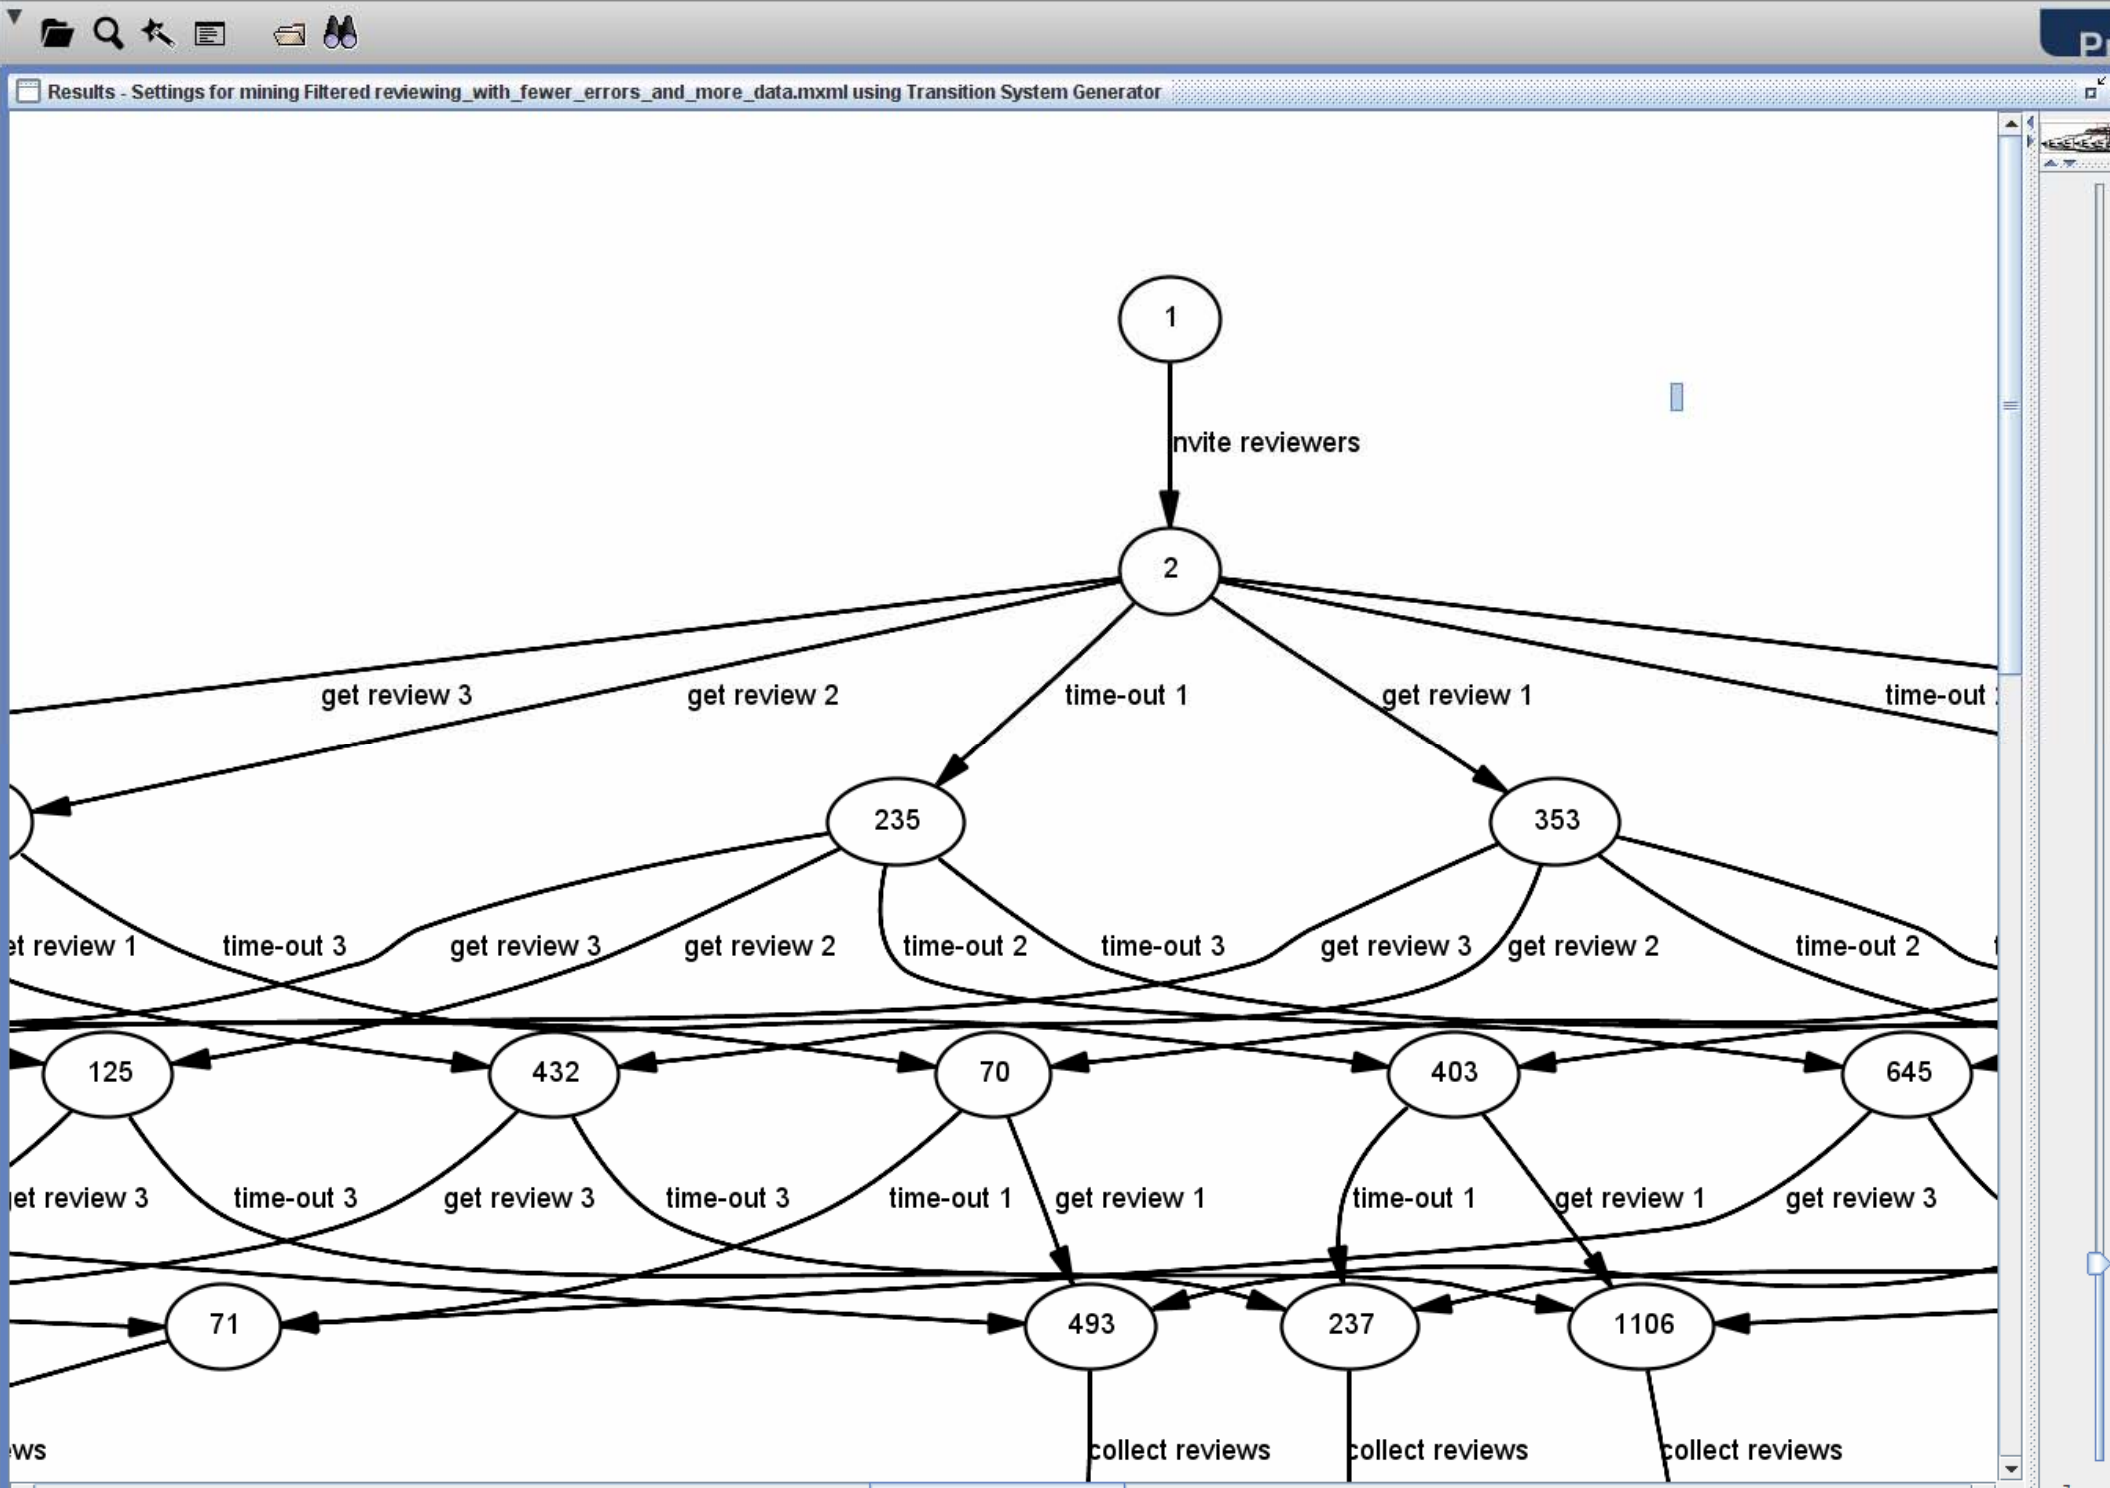 Pr
Results - Settings for mining Filtered reviewing_with_fewer_errors_and_more_data.mxml using Transition System Generator
1
nvite reviewers
2
get review 3 get review 2 time-out 1 get review 1 time-out
235 353
et review 1 time-out 3 get review 3 get review 2 time-out 2 time-out 3 get review 3 get review 2 time-out 2
125 432 70 403 645
get review 3 time-out 3 get review 3 time-out 3 time-out 1 get review 1 time-out 1 get review 1 get review 3
71 493 237 1106
ews collect reviews collect reviews collect reviews